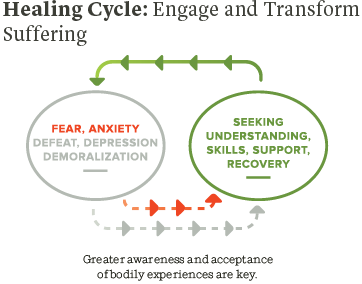 Healing Cycle: Engage and Transform
Suffering
FEAR, ANXIETY
DEFEAT, DEPRESSION
DEMORALIZATION
SEEKING
UNDERSTANDING,
SKILLS, SUPPORT,
RECOVERY
Greater awareness and acceptance
of bodily experiences are key.